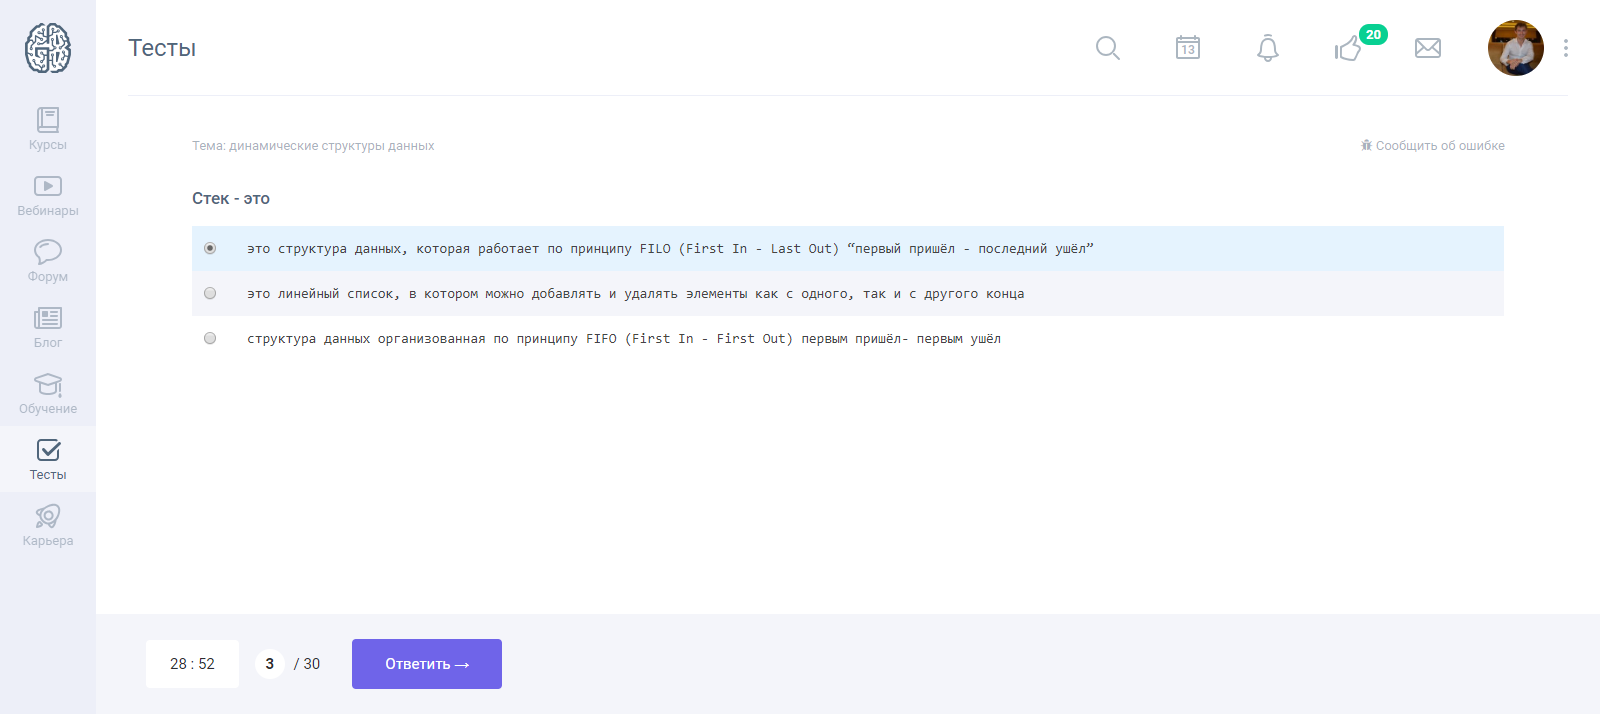 Тесты
13
20
Курсы
Вебинары
Форум
Блог
Обучение
Тесты
Карьера
Тема: динамические структуры данных
Сообщить об ошибке
Стек - это
это структура данных, которая работает по принципу FILO (First In - Last Out) “первый пришёл - последний ушёл”
это линейный список, в котором можно добавлять и удалять элементы как с одного, так и с другого конца
структура данных организованная по принципу FIFO (First In - First Out) первым пришёл- первым ушёл
28 : 52
3 / 30
Ответить →